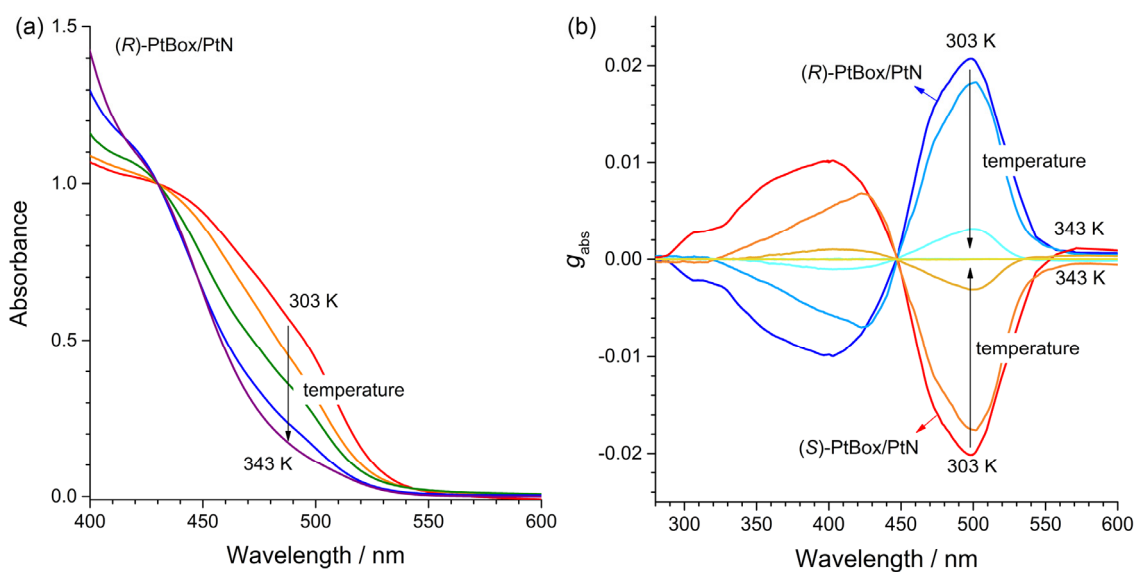 (a)
(R)-PtBox/PtN
1.5
1.0
0.5
0.0
Absorbance
303 K
temperature
343 K
400 450 500 550 600
Wavelength / nm
(b)
303 K
(R)-PtBox/PtN
temperature
343 K
343 K
temperature
(S)-PtBox/PtN
303 K
0.02
0.01
0.00
-0.01
-0.02
gabs
300 350 400 450 500 550 600
Wavelength / nm